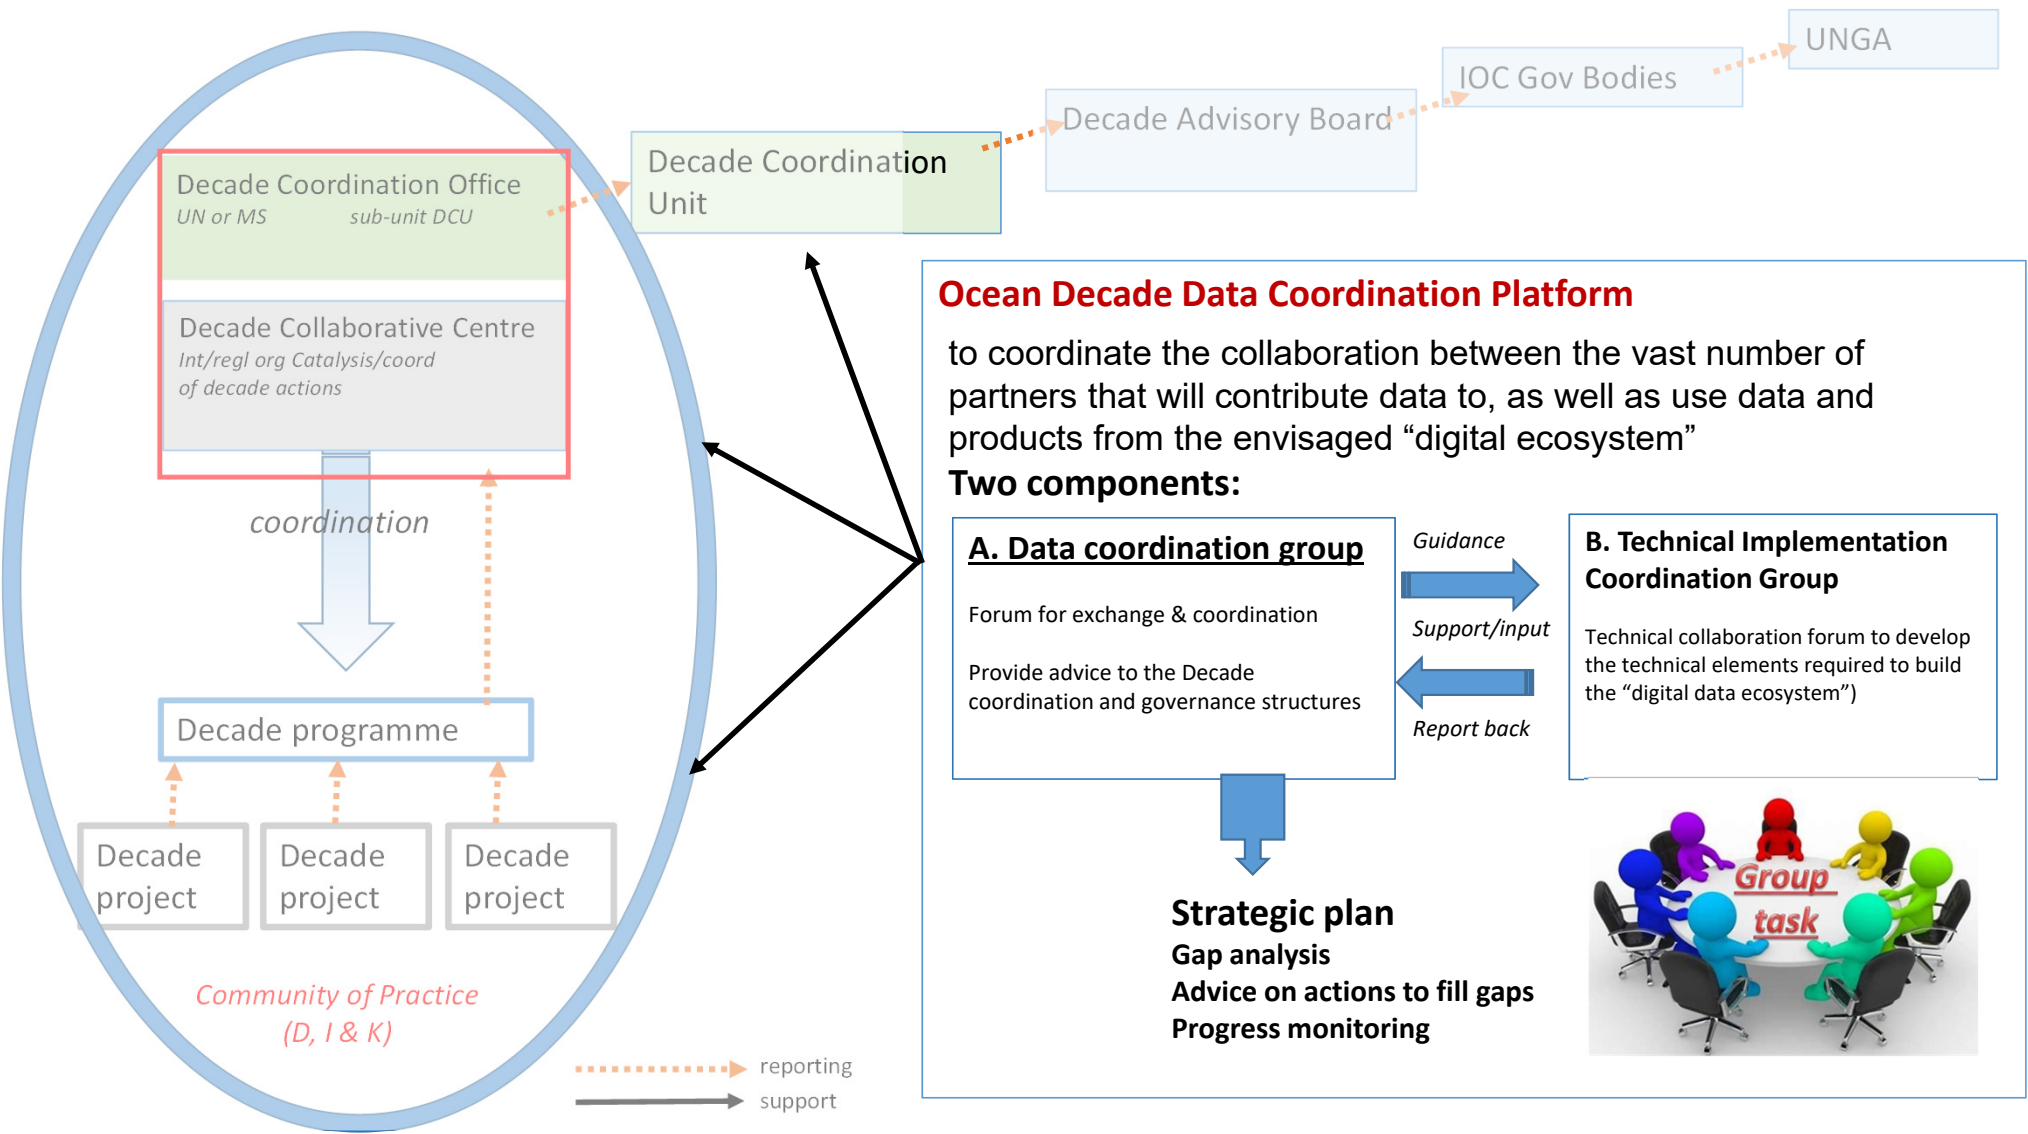 UNGA
IOC Gov Bodies
Decade Advisory Board
Decade Coordination
Unit
Decade Coordination Office
UN or MS sub-unit DCU
Decade Collaborative Centre
Int/regl org Catalysis/coord
of decade actions
coordination
Decade programme
Decade
project
Decade
project
Decade
project
Community of Practice
(D, I & K)
reporting
support
Ocean Decade Data Coordination Platform
to coordinate the collaboration between the vast number of
partners that will contribute data to, as well as use data and
products from the envisaged “digital ecosystem”
Two components:
A. Data coordination group
Forum for exchange & coordination
Provide advice to the Decade
coordination and governance structures
Guidance
Support/input
Report back
B. Technical Implementation
Coordination Group
Technical collaboration forum to develop
the technical elements required to build
the “digital data ecosystem”)
Strategic plan
Gap analysis
Advice on actions to fill gaps
Progress monitoring
Group
task